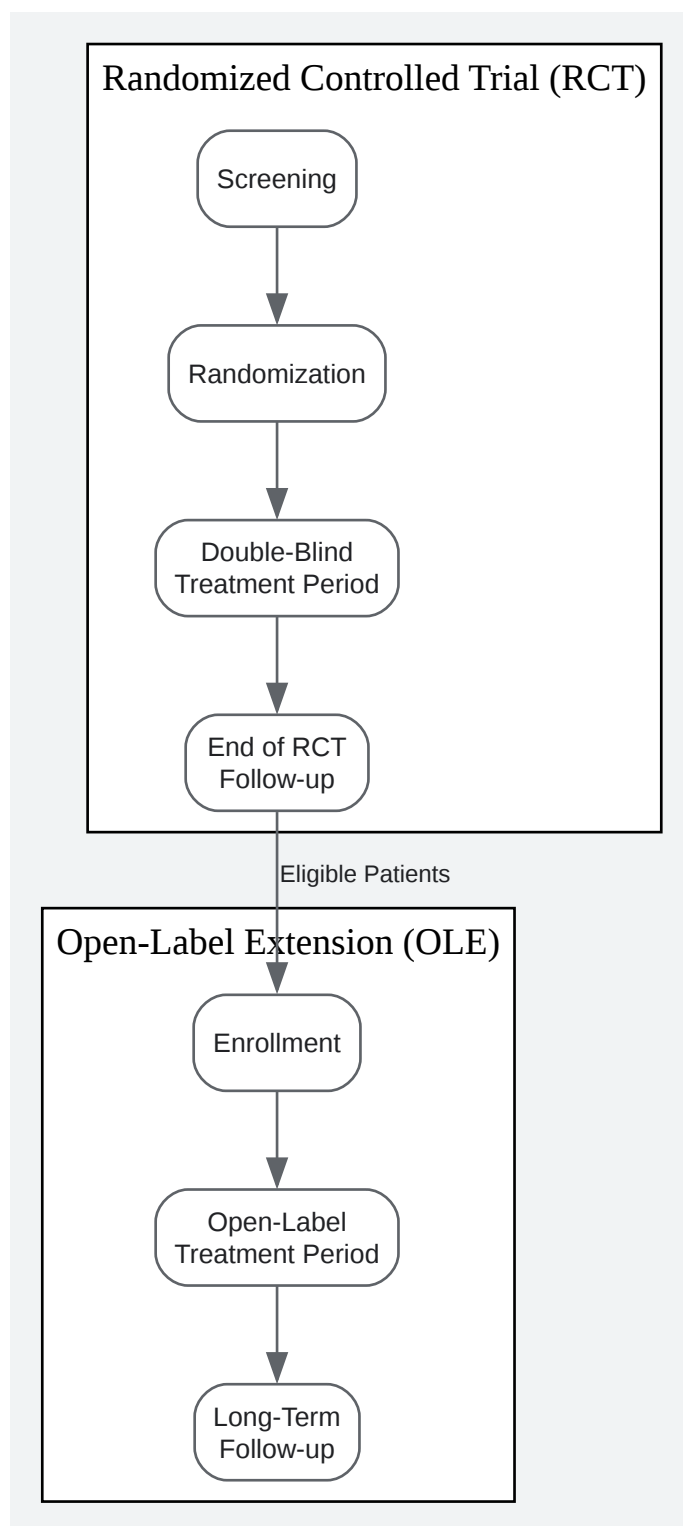 Randomized Controlled Trial (RCT)
Screening
Randomization
Double-Blind
Treatment Period
End of RCT
Follow-up
Eligible Patients
Open-Label Extension (OLE)
Enrollment
Open-Label
Treatment Period
Long-Term
Follow-up